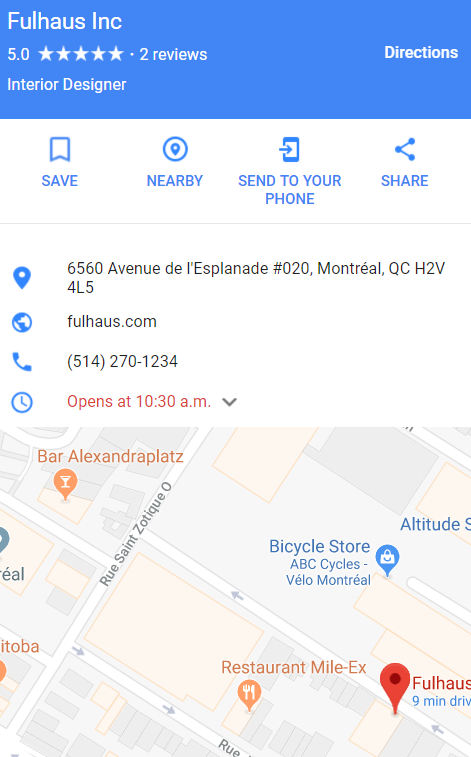 Fulhaus Inc
5.0 ★★★★★ · 2 reviews
Directions
Interior Designer
SAVE
NEARBY
SEND TO YOUR
PHONE
SHARE
6560 Avenue de l'Esplanade #020, Montréal, QC H2V
4L5
fulhaus.com
(514) 270-1234
Opens at 10:30 a.m.
Bar Alexandraplatz
Rue Saint Zotique O
Altitude S
Bicycle Store
ABC Cycles -
Vélo Montréal
éal
itoba
Restaurant Mile-Ex
Fulhaus
9 min driv
Rue